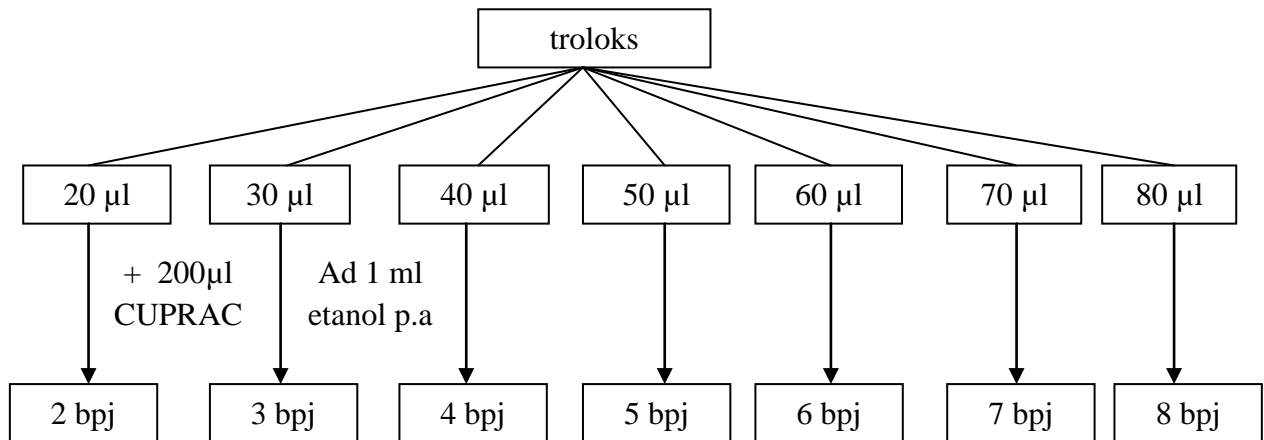 troloks
20 µl
30 µl
40 µl
50 µl
60 µl
70 µl
80 µl
+ 200µl
CUPRAC
Ad 1 ml
etanol p.a
2 bpj
3 bpj
4 bpj
5 bpj
6 bpj
7 bpj
8 bpj